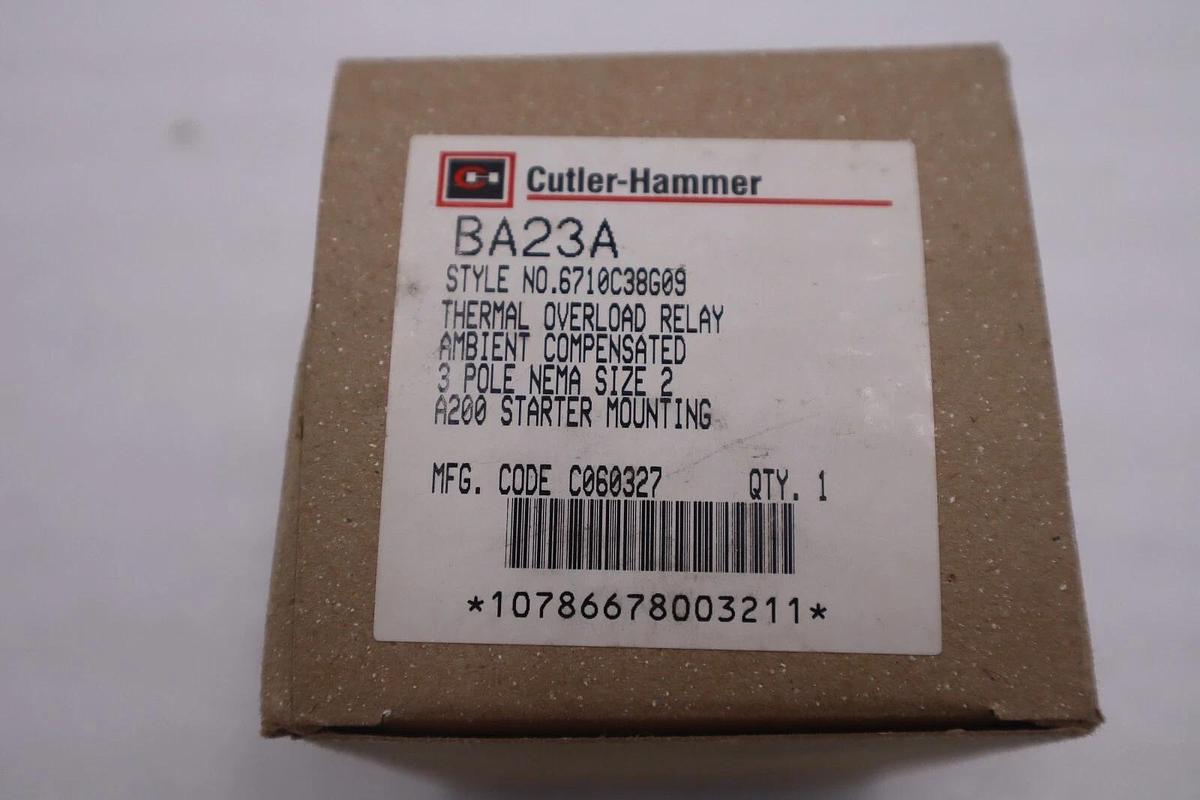 Cutler-Hammer
BA23A
STYLE NO.6710C38G09
THERMAL OVERLOAD RELAY
AMBIENT COMPENSATED
3 POLE NEMA SIZE 2
A200 STARTER MOUNTING
MFG. CODE C060327 QTY. 1
*10786678003211*